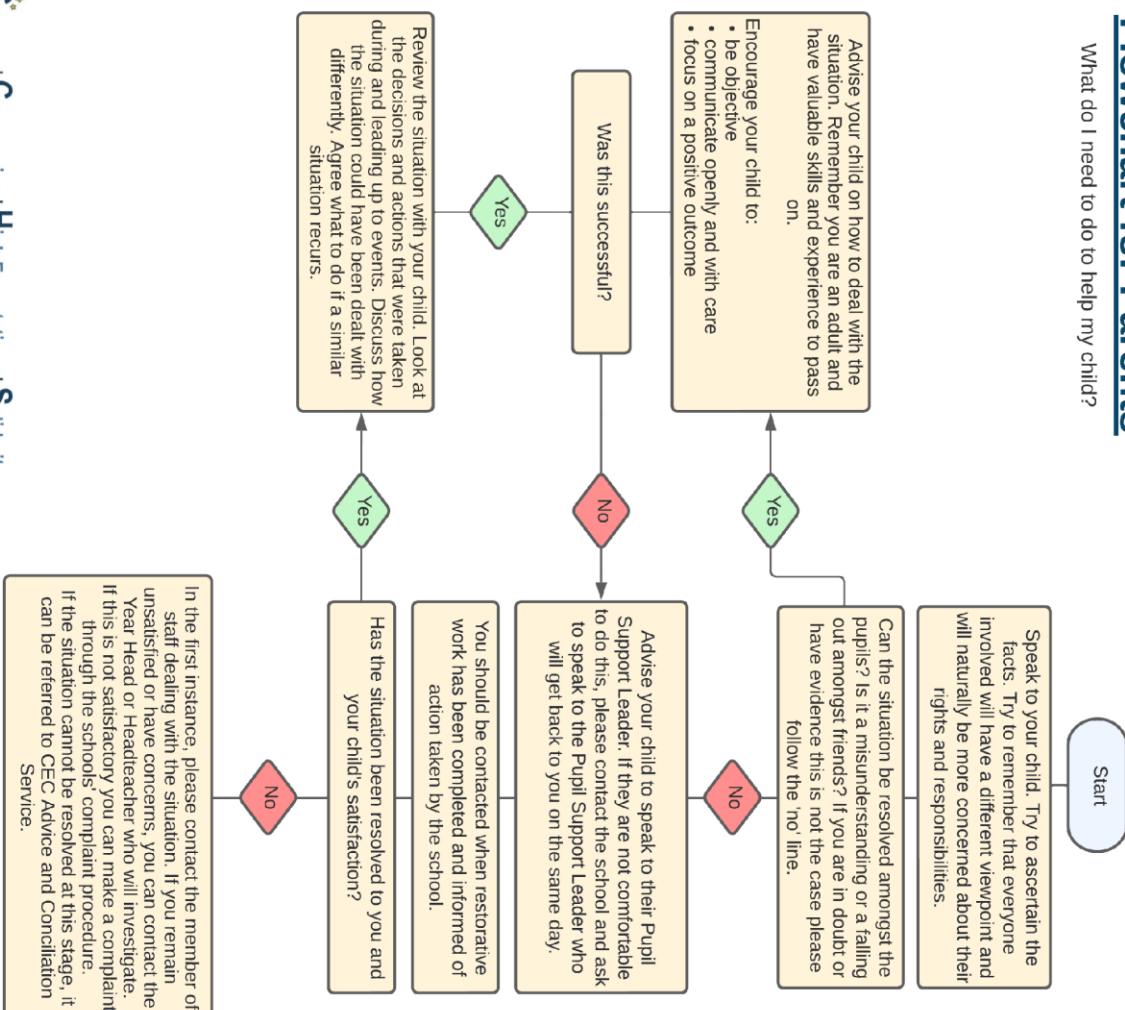 Flowchart for Parents
What do I need to do to help my child?
Start
Speak to your child. Try to ascertain the
facts. Try to remember that everyone
involved will have a different viewpoint and
will naturally be more concerned about their
rights and responsibilities.
Can the situation be resolved amongst the
pupils? Is it a misunderstanding or a falling
out amongst friends? If you are in doubt or
have evidence this is not the case please
follow the 'no' line.
Yes
No
Advise your child on how to deal with the
situation. Remember you are an adult and
have valuable skills and experience to pass
on.
Encourage your child to:
• be objective
• communicate openly and with care
• focus on a positive outcome
Was this successful?
No
Yes
Advise your child to speak to their Pupil
Support Leader. If they are not comfortable
to do this, please contact the school and ask
to speak to the Pupil Support Leader who
will get back to you on the same day.
You should be contacted when restorative
work has been completed and informed of
action taken by the school.
Has the situation been resolved to you and
your child's satisfaction?
Yes
Review the situation with your child. Look at
the decisions and actions that were taken
during and leading up to events. Discuss how
the situation could have been dealt with
differently. Agree what to do if a similar
situation recurs.
No
In the first instance, please contact the member of
staff dealing with the situation. If you remain
unsatisfied or have concerns, you can contact the
Year Head or Headteacher who will investigate.
If this is not satisfactory you can make a complaint
through the schools' complaint procedure.
If the situation cannot be resolved at this stage, it
can be referred to CEC Advice and Conciliation
Service.